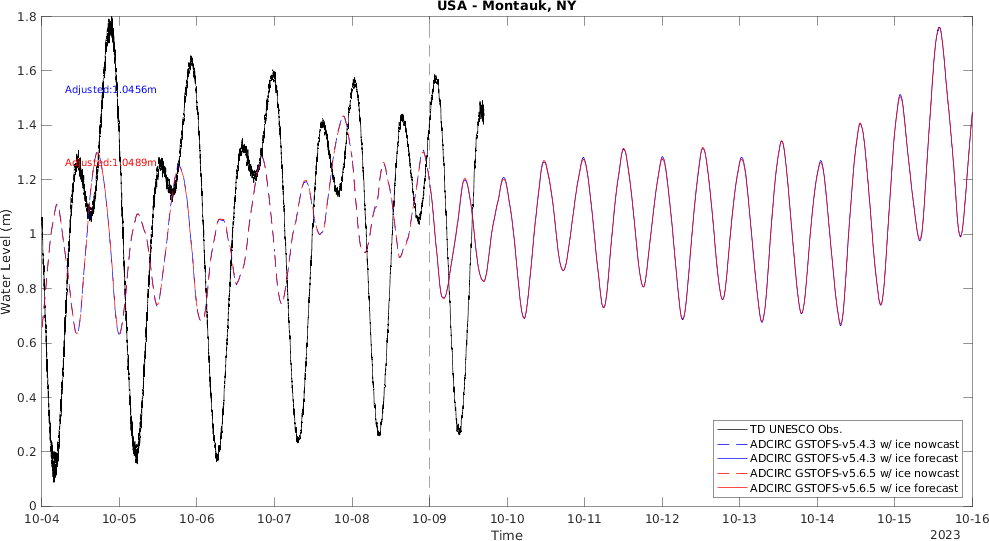 USA - Montauk, NY
1.8
1.6
1.4
1.2
1
0.8
0.6
0.4
0.2
0
Water Level (m)
Adjusted:1.0456m
Adjusted:1.0489m
TD UNESCO Obs.
ADCIRC GSTOFS-v5.4.3 w/ ice nowcast
ADCIRC GSTOFS-v5.4.3 w/ ice forecast
ADCIRC GSTOFS-v5.6.5 w/ ice nowcast
ADCIRC GSTOFS-v5.6.5 w/ ice forecast
10-04 10-05 10-06 10-07 10-08 10-09 10-10 10-11 10-12 10-13 10-14 10-15 10-16
Time
2023